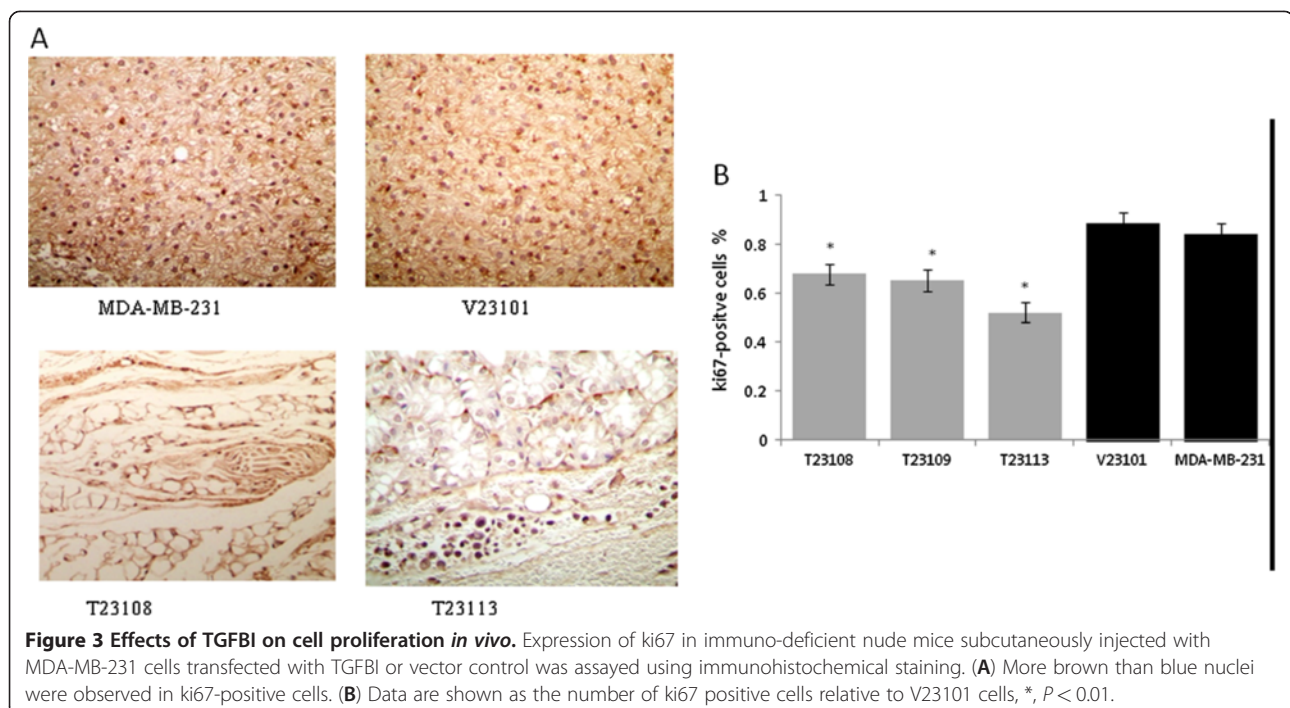 A
MDA-MB-231
V23101
T23108
T23113
B
ki67-positve cells %
1
0.8
0.6
0.4
0.2
0
*
*
*
T23108
T23109
T23113
V23101
MDA-MB-231
Figure 3 Effects of TGFBI on cell proliferation in vivo. Expression of ki67 in immuno-deficient nude mice subcutaneously injected with
MDA-MB-231 cells transfected with TGFBI or vector control was assayed using immunohistochemical staining. (A) More brown than blue nuclei
were observed in ki67-positive cells. (B) Data are shown as the number of ki67 positive cells relative to V23101 cells, *, P < 0.01.